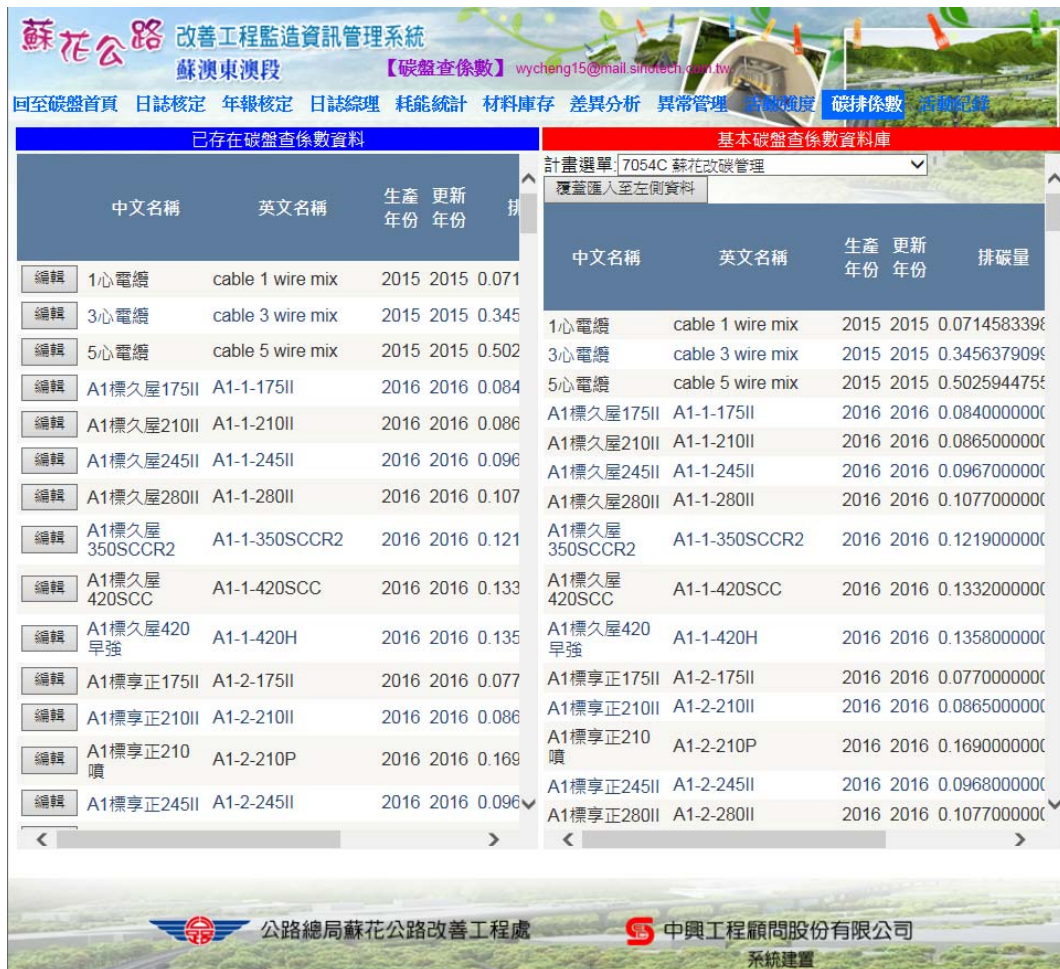 蘇花公路 改善工程監造資訊管理系統
蘇澳東澳段 【碳盤查係數】 wycheng15@mail.sinotech.com.tw
回至碳盤首頁 日誌核定 年報核定 日誌綜理 耗能統計 材料庫存 差異分析 異常管理 活動強度 碳排係數 活動紀錄
已存在碳盤查係數資料
中文名稱 英文名稱 生產年份 更新年份 排
編輯 1心電纜 cable 1 wire mix 2015 2015 0.071
編輯 3心電纜 cable 3 wire mix 2015 2015 0.345
編輯 5心電纜 cable 5 wire mix 2015 2015 0.502
編輯 A1標久屋175II A1-1-175II 2016 2016 0.084
編輯 A1標久屋210II A1-1-210II 2016 2016 0.086
編輯 A1標久屋245II A1-1-245II 2016 2016 0.096
編輯 A1標久屋280II A1-1-280II 2016 2016 0.107
編輯 A1標久屋350SCCR2 A1-1-350SCCR2 2016 2016 0.121
編輯 A1標久屋420SCC A1-1-420SCC 2016 2016 0.133
編輯 A1標久屋420早強 A1-1-420H 2016 2016 0.135
編輯 A1標享正175II A1-2-175II 2016 2016 0.077
編輯 A1標享正210II A1-2-210II 2016 2016 0.086
編輯 A1標享正210噴 A1-2-210P 2016 2016 0.169
編輯 A1標享正245II A1-2-245II 2016 2016 0.096
基本碳盤查係數資料庫
計畫選單: 7054C 蘇花改碳管理
覆蓋匯入至左側資料
中文名稱 英文名稱 生產年份 更新年份 排碳量
1心電纜 cable 1 wire mix 2015 2015 0.0714583398
3心電纜 cable 3 wire mix 2015 2015 0.3456379099
5心電纜 cable 5 wire mix 2015 2015 0.5025944755
A1標久屋175II A1-1-175II 2016 2016 0.0840000000
A1標久屋210II A1-1-210II 2016 2016 0.0865000000
A1標久屋245II A1-1-245II 2016 2016 0.0967000000
A1標久屋280II A1-1-280II 2016 2016 0.1077000000
A1標久屋350SCCR2 A1-1-350SCCR2 2016 2016 0.1219000000
A1標久屋420SCC A1-1-420SCC 2016 2016 0.1332000000
A1標久屋420早強 A1-1-420H 2016 2016 0.1358000000
A1標享正175II A1-2-175II 2016 2016 0.0770000000
A1標享正210II A1-2-210II 2016 2016 0.0865000000
A1標享正210噴 A1-2-210P 2016 2016 0.1690000000
A1標享正245II A1-2-245II 2016 2016 0.0968000000
A1標享正280II A1-2-280II 2016 2016 0.1077000000
公路總局蘇花公路改善工程處 中興工程顧問股份有限公司
系統建置